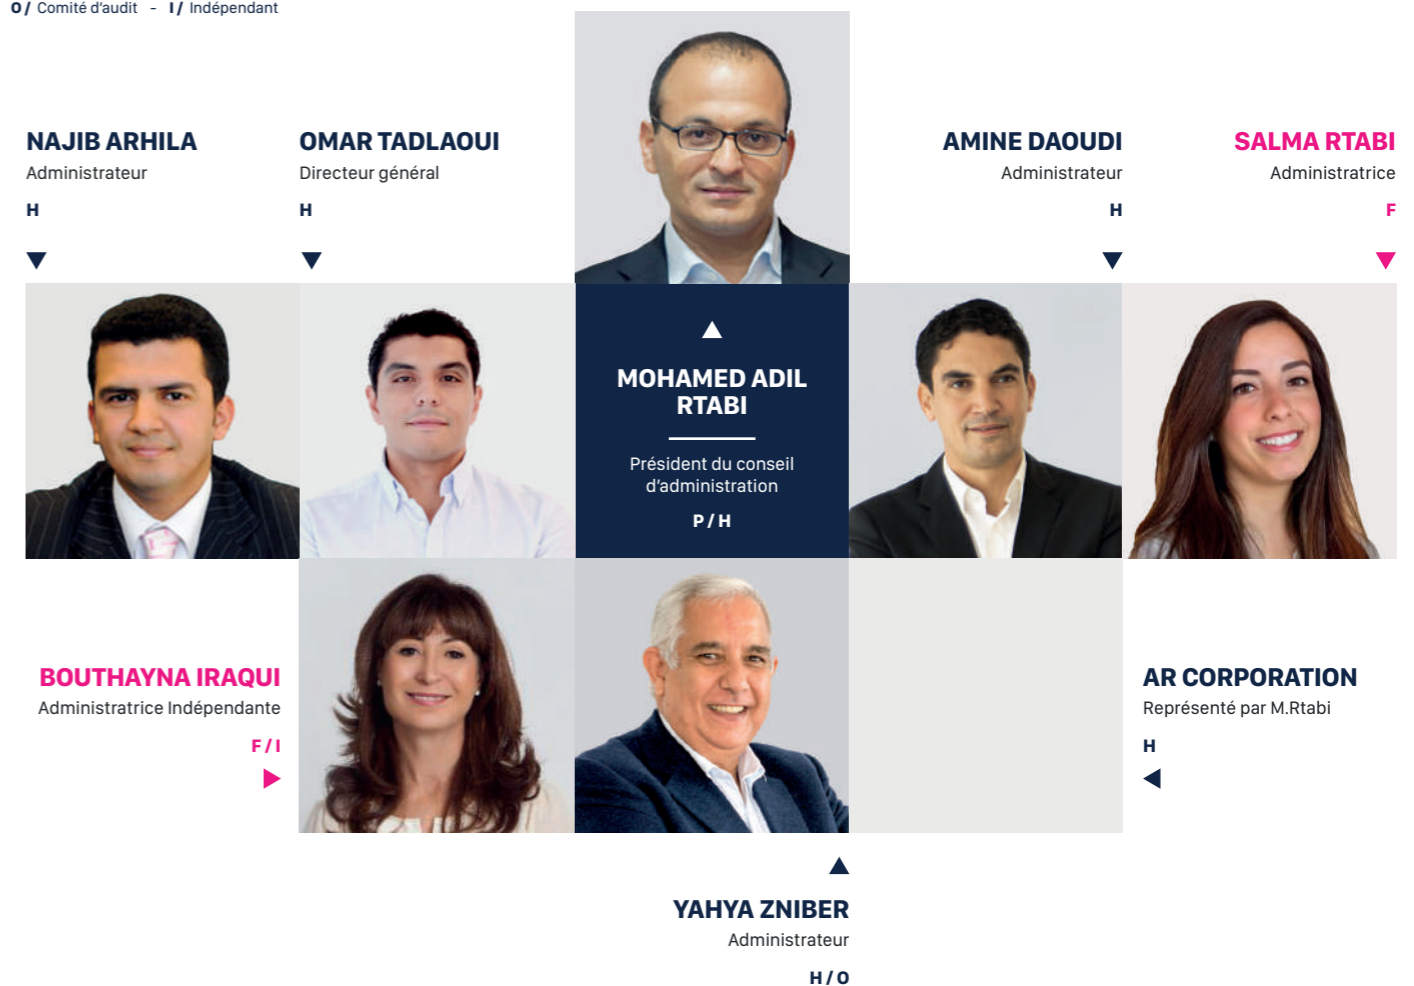 O / Comité d'audit - I / Indépendant
NAJIB ARHILA
Administrateur
H
OMAR TADLAOUI
Directeur général
H
AMINE DAOUDI
Administrateur
H
SALMA RTABI
Administratrice
F
MOHAMED ADIL
RTABI
Président du conseil
d'administration
P / H
BOUTHAYNA IRAQUI
Administratrice Indépendante
F / I
AR CORPORATION
Représenté par M.Rtabi
H
YAHYA ZNIBER
Administrateur
H / O